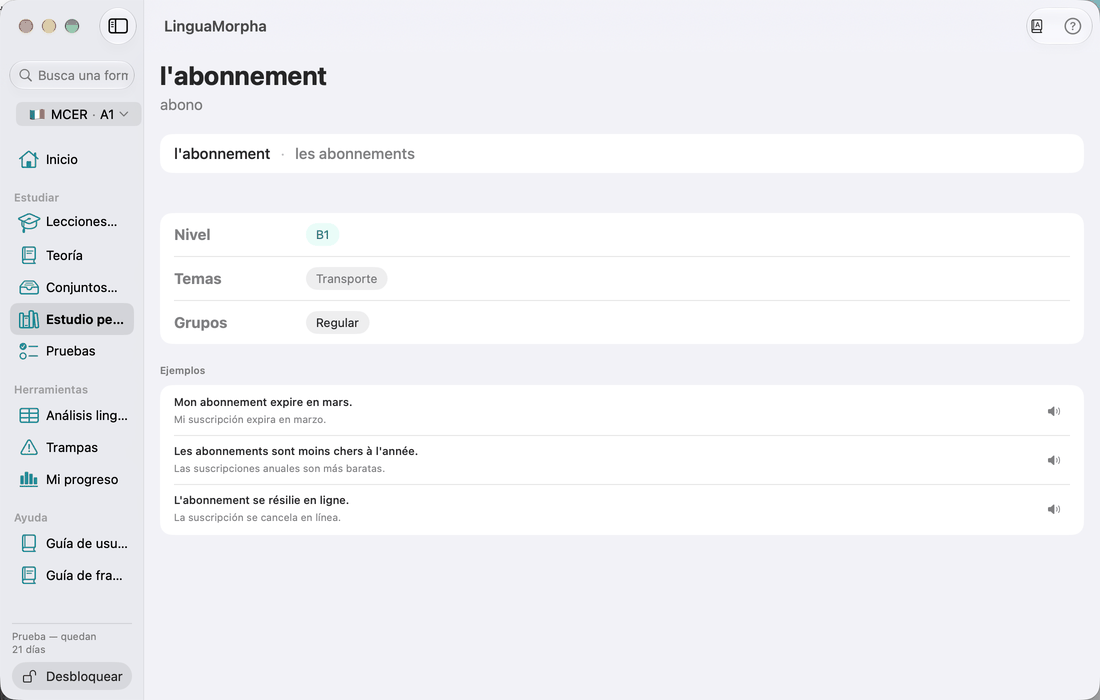 LinguaMorpha
Busca una forn
MCER · A1
Inicio
Estudiar
Lecciones...
Teoría
Conjuntos...
Estudio pe...
Pruebas
Herramientas
Análisis ling...
Trampas
Mi progreso
Ayuda
Guía de usu...
Guía de fra...
Prueba — quedan
21 días
Desbloquear
l'abonnement
abono
l'abonnement · les abonnements
Nivel B1
Temas Transporte
Grupos Regular
Ejemplos
Mon abonnement expire en mars.
Mi suscripción expira en marzo.
Les abonnements sont moins chers à l'année.
Las suscripciones anuales son más baratas.
L'abonnement se résilie en ligne.
La suscripción se cancela en línea.